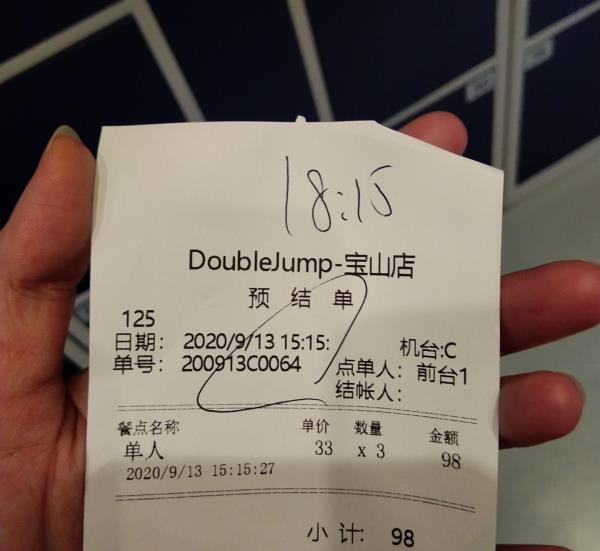 18:15
DoubleJump-宝山店
预 结 单
125
日期： 2020/9/13 15:15: 机台:C
单号： 200913C0064 点单人： 前台1
结帐人：
餐点名称 单价 数量 金额
单人 33 x 3 98
2020/9/13 15:15:27
小 计: 98